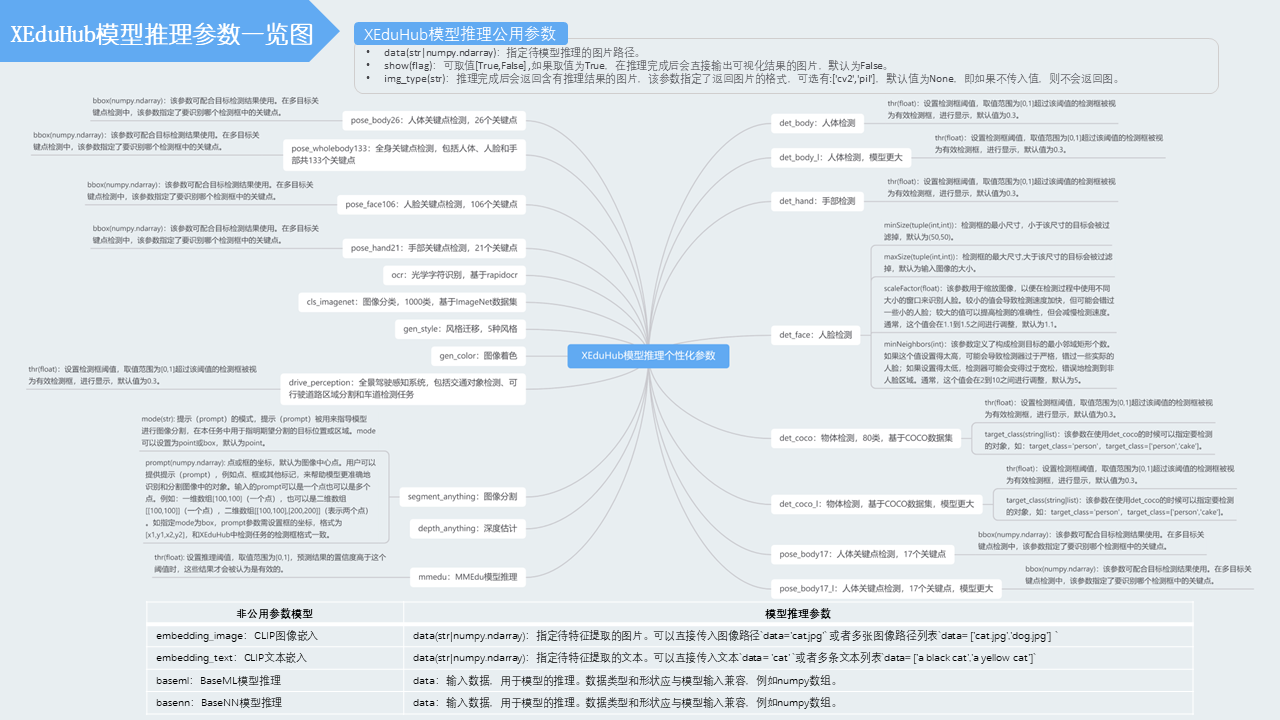 XEduHub模型推理参数一览图
XEduHub模型推理公用参数
• data(str|numpy.ndarray)：指定待模型推理的图片路径。
• show(flag)：可取值[True,False] ,如果取值为True，在推理完成后会直接输出可视化结果的图片，默认为False。
• img_type(str)：推理完成后会返回含有推理结果的图片，该参数指定了返回图片的格式，可选有:['cv2','pil']，默认值为None，即如果不传入值，则不会返回图。
bbox(numpy.ndarray)：该参数可配合目标检测结果使用。在多目标关
键点检测中，该参数指定了要识别哪个检测框中的关键点。
pose_body26：人体关键点检测，26个关键点
bbox(numpy.ndarray)：该参数可配合目标检测结果使用。在多目标关
键点检测中，该参数指定了要识别哪个检测框中的关键点。
pose_wholebody133：全身关键点检测，包括人体、人脸和手
部共133个关键点
bbox(numpy.ndarray)：该参数可配合目标检测结果使用。在多目标关
键点检测中，该参数指定了要识别哪个检测框中的关键点。
pose_face106：人脸关键点检测，106个关键点
bbox(numpy.ndarray)：该参数可配合目标检测结果使用。在多目标关
键点检测中，该参数指定了要识别哪个检测框中的关键点。
pose_hand21：手部关键点检测，21个关键点
ocr：光学字符识别，基于rapidocr
cls_imagenet：图像分类，1000类，基于ImageNet数据集
gen_style：风格迁移，5种风格
gen_color：图像着色
thr(float)：设置检测框阈值，取值范围为[0,1]超过该阈值的检测框被视
为有效检测框，进行显示，默认值为0.3。
drive_perception：全景驾驶感知系统，包括交通对象检测、可
行驶道路区域分割和车道检测任务
mode(str): 提示（prompt）的模式，提示（prompt）被用来指导模型
进行图像分割，在本任务中用于指明期望分割的目标位置或区域。mode
可以设置为point或box，默认为point。
prompt(numpy.ndarray): 点或框的坐标，默认为图像中心点。用户可以
提供提示（prompt），例如点，框或其他标记，来帮助模型更准确地
识别和分割图像中的对象。输入的prompt可以是一个点也可以是多个
点。例如：一维数组[100,100]（一个点），也可以是二维数组
[[100,100]]（一个点），二维数组[[100,100],[200,200]]（表示两个点）
。如指定mode为box，prompt参数需设置框的坐标，格式为
[x1,y1,x2,y2]，和XEduHub中检测任务的检测框格式一致。
segment_anything：图像分割
depth_anything：深度估计
thr(float): 设置推理阈值，取值范围为[0,1]，预测结果的置信度高于这个
阈值时，这些结果才会被认为是有效的。
mmedu：MMEdu模型推理
XEduHub模型推理个性化参数
det_body：人体检测
thr(float)：设置检测框阈值，取值范围为[0,1]超过该阈值的检测框被视
为有效检测框，进行显示，默认值为0.3。
det_body_l：人体检测，模型更大
thr(float)：设置检测框阈值，取值范围为[0,1]超过该阈值的检测框被视
为有效检测框，进行显示，默认值为0.3。
det_hand：手部检测
thr(float)：设置检测框阈值，取值范围为[0,1]超过该阈值的检测框被视
为有效检测框，进行显示，默认值为0.3。
det_face：人脸检测
minSize(tuple(int,int))：检测框的最小尺寸，小于该尺寸的目标会被过
滤掉，默认为(50,50)。
maxSize(tuple(int,int))：检测框的最大尺寸,大于该尺寸的目标会被过滤
掉，默认为输入图像的大小。
scaleFactor(float)：该参数用于缩放图像，以便在检测过程中使用不同
大小的窗口来识别人脸。较小的值会导致检测速度加快，但可能会错过
一些小的人脸；较大的值可以提高检测的准确性，但会减慢检测速度。
通常，这个值会在1.1到1.5之间进行调整，默认为1.1。
minNeighbors(int)：该参数定义了构成检测目标的最小邻域矩形个数。
如果这个值设置得太高，可能会导致检测器过于严格，错过一些实际的
人脸；如果设置得太低，检测器可能会变得过于宽松，错误地检测到非
人脸区域。通常，这个值会在2到10之间进行调整，默认为5。
det_coco：物体检测，80类，基于COCO数据集
thr(float)：设置检测框阈值，取值范围为[0,1]超过该阈值的检测框被视
为有效检测框，进行显示，默认值为0.3。
target_class(string|list)：该参数在使用det_coco的时候可以指定要检测
的对象，如：target_class='person'，target_class=['person','cake']。
det_coco_l：物体检测，基于COCO数据集，模型更大
thr(float)：设置检测框阈值，取值范围为[0,1]超过该阈值的检测框被视
为有效检测框，进行显示，默认值为0.3。
target_class(string|list)：该参数在使用det_coco的时候可以指定要检测
的对象，如：target_class='person'，target_class=['person','cake']。
pose_body17：人体关键点检测，17个关键点
bbox(numpy.ndarray)：该参数可配合目标检测结果使用。在多目标关
键点检测中，该参数指定了要识别哪个检测框中的关键点。
pose_body17_l：人体关键点检测，17个关键点，模型更大
bbox(numpy.ndarray)：该参数可配合目标检测结果使用。在多目标关
键点检测中，该参数指定了要识别哪个检测框中的关键点。
非公用参数模型 模型推理参数
embedding_image：CLIP图像嵌入 data(str|numpy.ndarray)：指定待特征提取的图片。可以直接传入图像路径`data='cat.jpg'` 或者多张图像路径列表`data= ['cat.jpg','dog.jpg'] `
embedding_text：CLIP文本嵌入 data(str|numpy.ndarray)：指定待特征提取的文本。可以直接传入文本`data= 'cat' `或者多条文本列表`data= ['a black cat','a yellow cat']`
baseml：BaseML模型推理 data：输入数据，用于模型的推理。数据类型和形状应与模型输入兼容，例如numpy数组。
basenn：BaseNN模型推理 data：输入数据，用于模型的推理。数据类型和形状应与模型输入兼容，例如numpy数组。